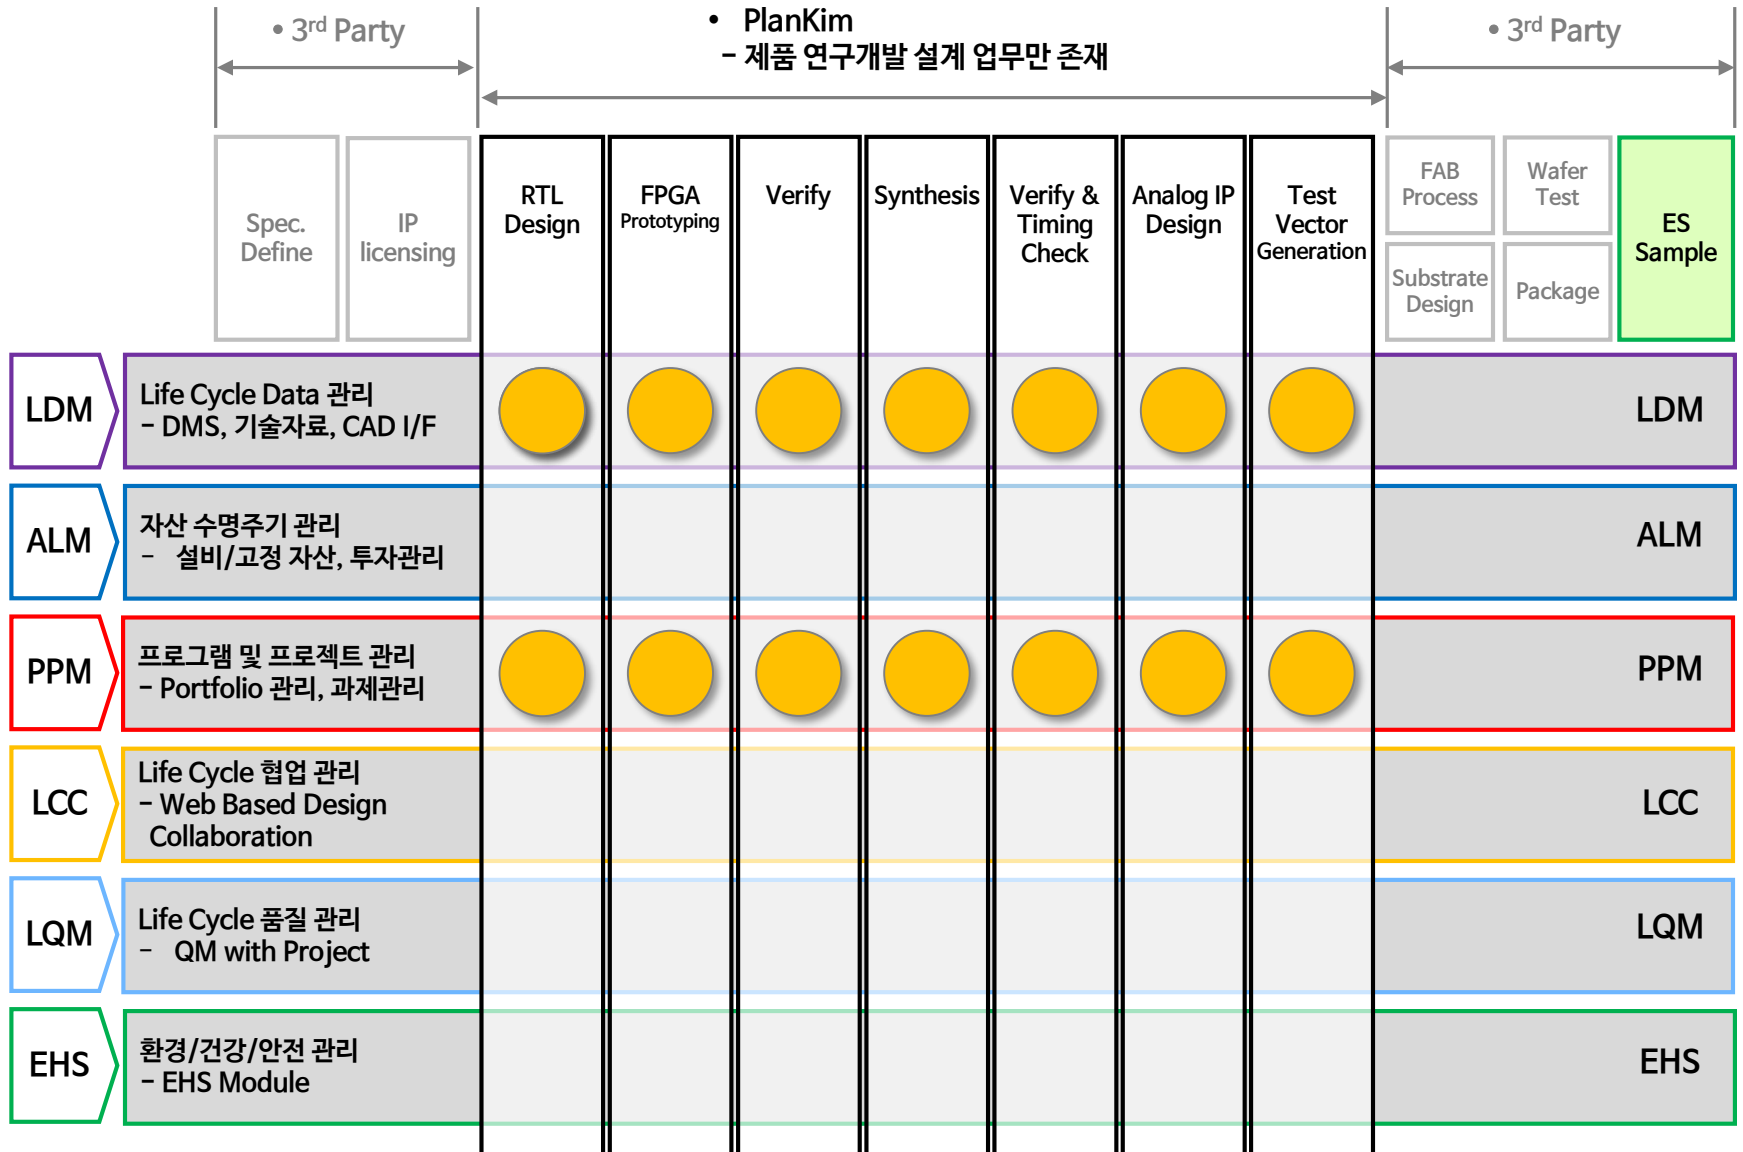 • 3rd Party
• PlanKim
– 제품 연구개발 설계 업무만 존재
• 3rd Party
Spec.
Define
IP
licensing
RTL
Design
FPGA
Prototyping
Verify
Synthesis
Verify &
Timing
Check
Analog IP
Design
Test
Vector
Generation
FAB
Process
Wafer
Test
Substrate
Design
Package
ES
Sample
LDM
Life Cycle Data 관리
– DMS, 기술자료, CAD I/F
LDM
ALM
자산 수명주기 관리
– 설비/고정 자산, 투자관리
ALM
PPM
프로그램 및 프로젝트 관리
– Portfolio 관리, 과제관리
PPM
LCC
Life Cycle 협업 관리
– Web Based Design
Collaboration
LCC
LQM
Life Cycle 품질 관리
– QM with Project
LQM
EHS
환경/건강/안전 관리
– EHS Module
EHS